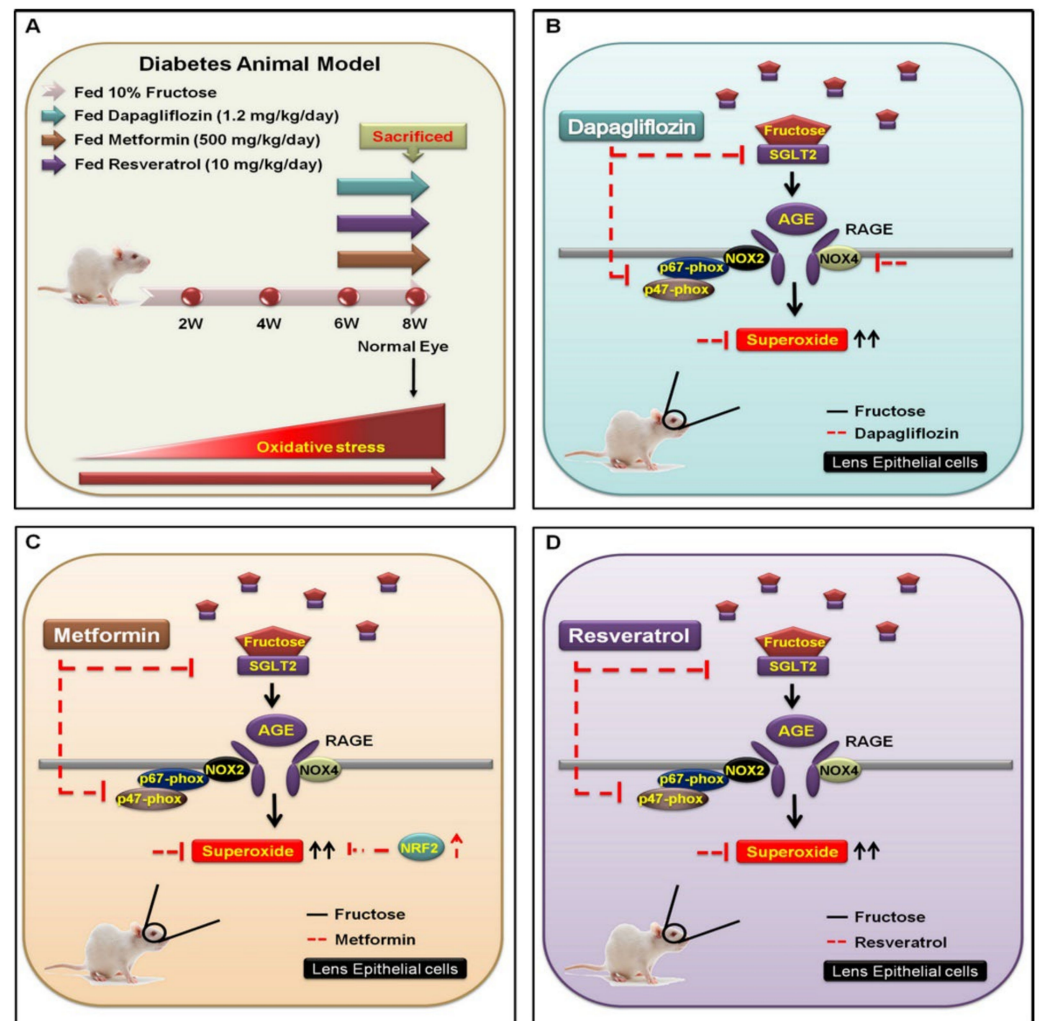 A
Diabetes Animal Model
Fed 10% Fructose
Fed Dapagliflozin (1.2 mg/kg/day)
Fed Metformin (500 mg/kg/day)
Fed Resveratrol (10 mg/kg/day)
Sacrificed
2W 4W 6W 8W
Normal Eye
Oxidative stress
B
Dapagliflozin
Fructose
SGLT2
AGE
RAGE
NOX2
NOX4
p67-phox
p47-phox
Superoxide
Fructose
Dapagliflozin
Lens Epithelial cells
C
Metformin
Fructose
SGLT2
AGE
RAGE
NOX2
NOX4
p67-phox
p47-phox
Superoxide
NRF2
Fructose
Metformin
Lens Epithelial cells
D
Resveratrol
Fructose
SGLT2
AGE
RAGE
NOX2
NOX4
p67-phox
p47-phox
Superoxide
Fructose
Resveratrol
Lens Epithelial cells